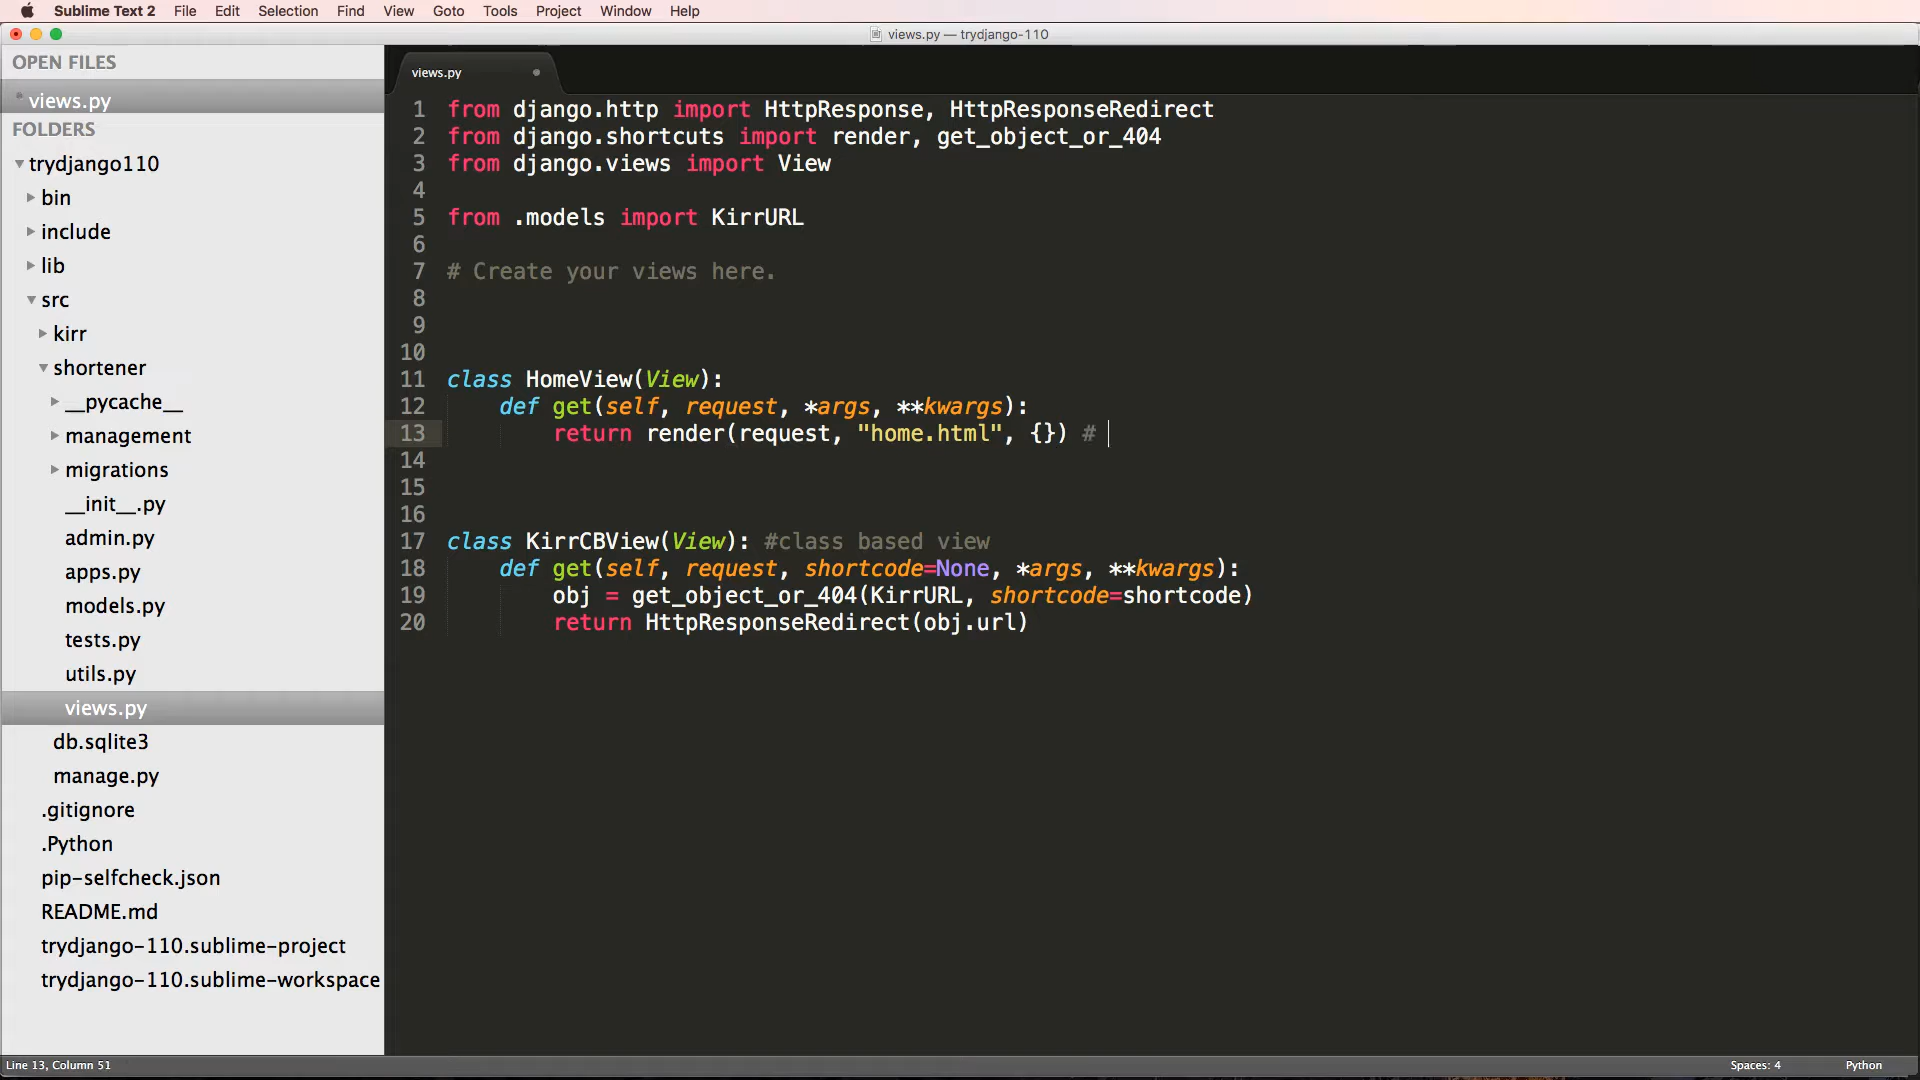 Sublime Text 2 File Edit Selection Find View Goto Tools Project Window Help
views.py — trydjango-110
OPEN FILES
views.py
FOLDERS
trydjango110
bin
include
lib
src
kirr
shortener
__pycache__
management
migrations
__init__.py
admin.py
apps.py
models.py
tests.py
utils.py
views.py
db.sqlite3
manage.py
.gitignore
.Python
pip-selfcheck.json
README.md
trydjango-110.sublime-project
trydjango-110.sublime-workspace
views.py
1 from django.http import HttpResponse, HttpResponseRedirect
2 from django.shortcuts import render, get_object_or_404
3 from django.views import View
4
5 from .models import KirrURL
6
7 # Create your views here.
8
9
10
11 class HomeView(View):
12     def get(self, request, *args, **kwargs):
13         return render(request, "home.html", {}) #
14
15
16
17 class KirrCBView(View): #class based view
18     def get(self, request, shortcode=None, *args, **kwargs):
19         obj = get_object_or_404(KirrURL, shortcode=shortcode)
20         return HttpResponseRedirect(obj.url)
Line 13, Column 51
Spaces: 4
Python